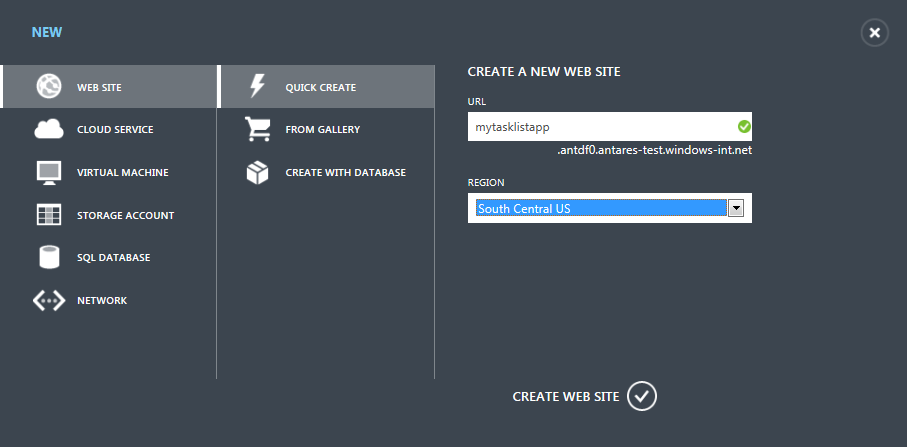 NEW
WEB SITE
CLOUD SERVICE
VIRTUAL MACHINE
STORAGE ACCOUNT
SQL DATABASE
NETWORK
QUICK CREATE
FROM GALLERY
CREATE WITH DATABASE
CREATE A NEW WEB SITE
URL
mytasklistapp
.antdf0.antares-test.windows-int.net
REGION
South Central US
CREATE WEB SITE